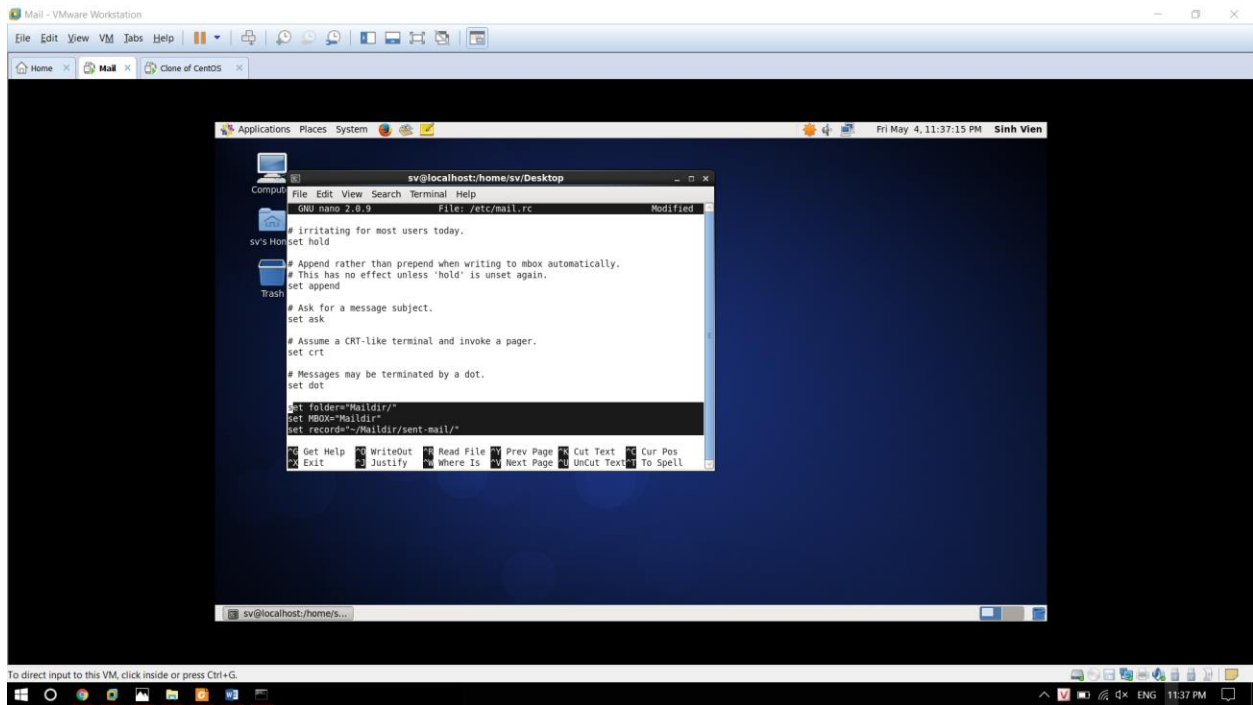 Mail - VMware Workstation
File Edit View VM Tabs Help
Home Mail Clone of CentOS
Applications Places System Fri May 4, 11:37:15 PM Sinh Vien
sv@localhost:/home/sv/Desktop
File Edit View Search Terminal Help
GNU nano 2.0.9 File: /etc/mail.rc Modified
# irritating for most users today.
set hold
# Append rather than prepend when writing to mbox automatically.
# This has no effect unless 'hold' is unset again.
set append
# Ask for a message subject.
set ask
# Assume a CRT-like terminal and invoke a pager.
set crt
# Messages may be terminated by a dot.
set dot
set folder="Maildir/"
set MBOX="Maildir"
set record="~/Maildir/sent-mail/"
^G Get Help ^O WriteOut ^R Read File ^Y Prev Page ^K Cut Text ^C Cur Pos
^X Exit ^J Justify ^W Where Is ^V Next Page ^U UnCut Text ^T To Spell
Comput
sv's Hom
Trash
sv@localhost:/home/s...
To direct input to this VM, click inside or press Ctrl+G.
ENG 11:37 PM